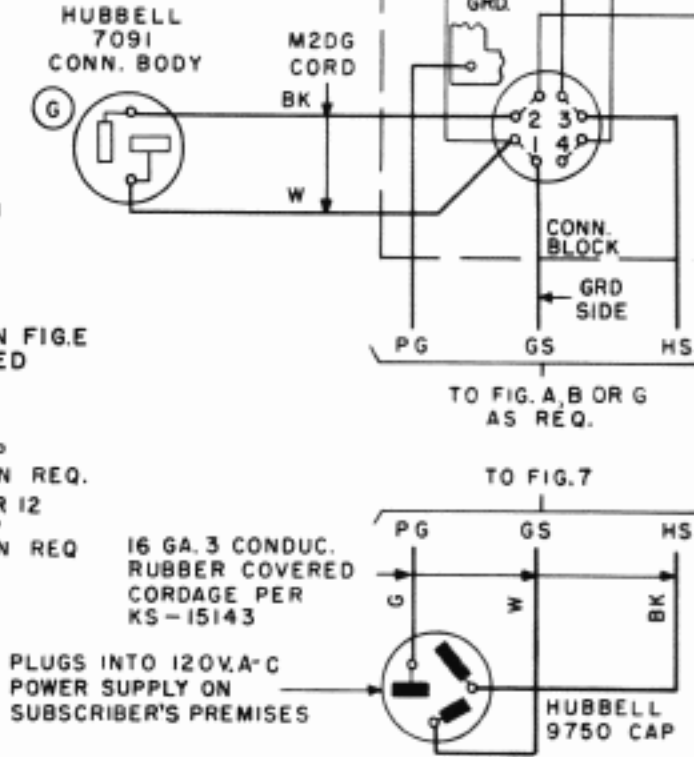 HUBBELL
7091
CONN. BODY
G
M2DG
CORD
BK
W
GRD.
2 3
1 4
CONN.
BLOCK
GRD
SIDE
N FIG.E
ED
PG GS HS
TO FIG. A, B OR G
AS REQ.
N REQ.
R 12
N REQ
TO FIG. 7
PG GS HS
16 GA. 3 CONDUC.
RUBBER COVERED
CORDAGE PER
KS-15143
G
W
BK
PLUGS INTO 120V. A-C
POWER SUPPLY ON
SUBSCRIBER'S PREMISES
HUBBELL
9750 CAP